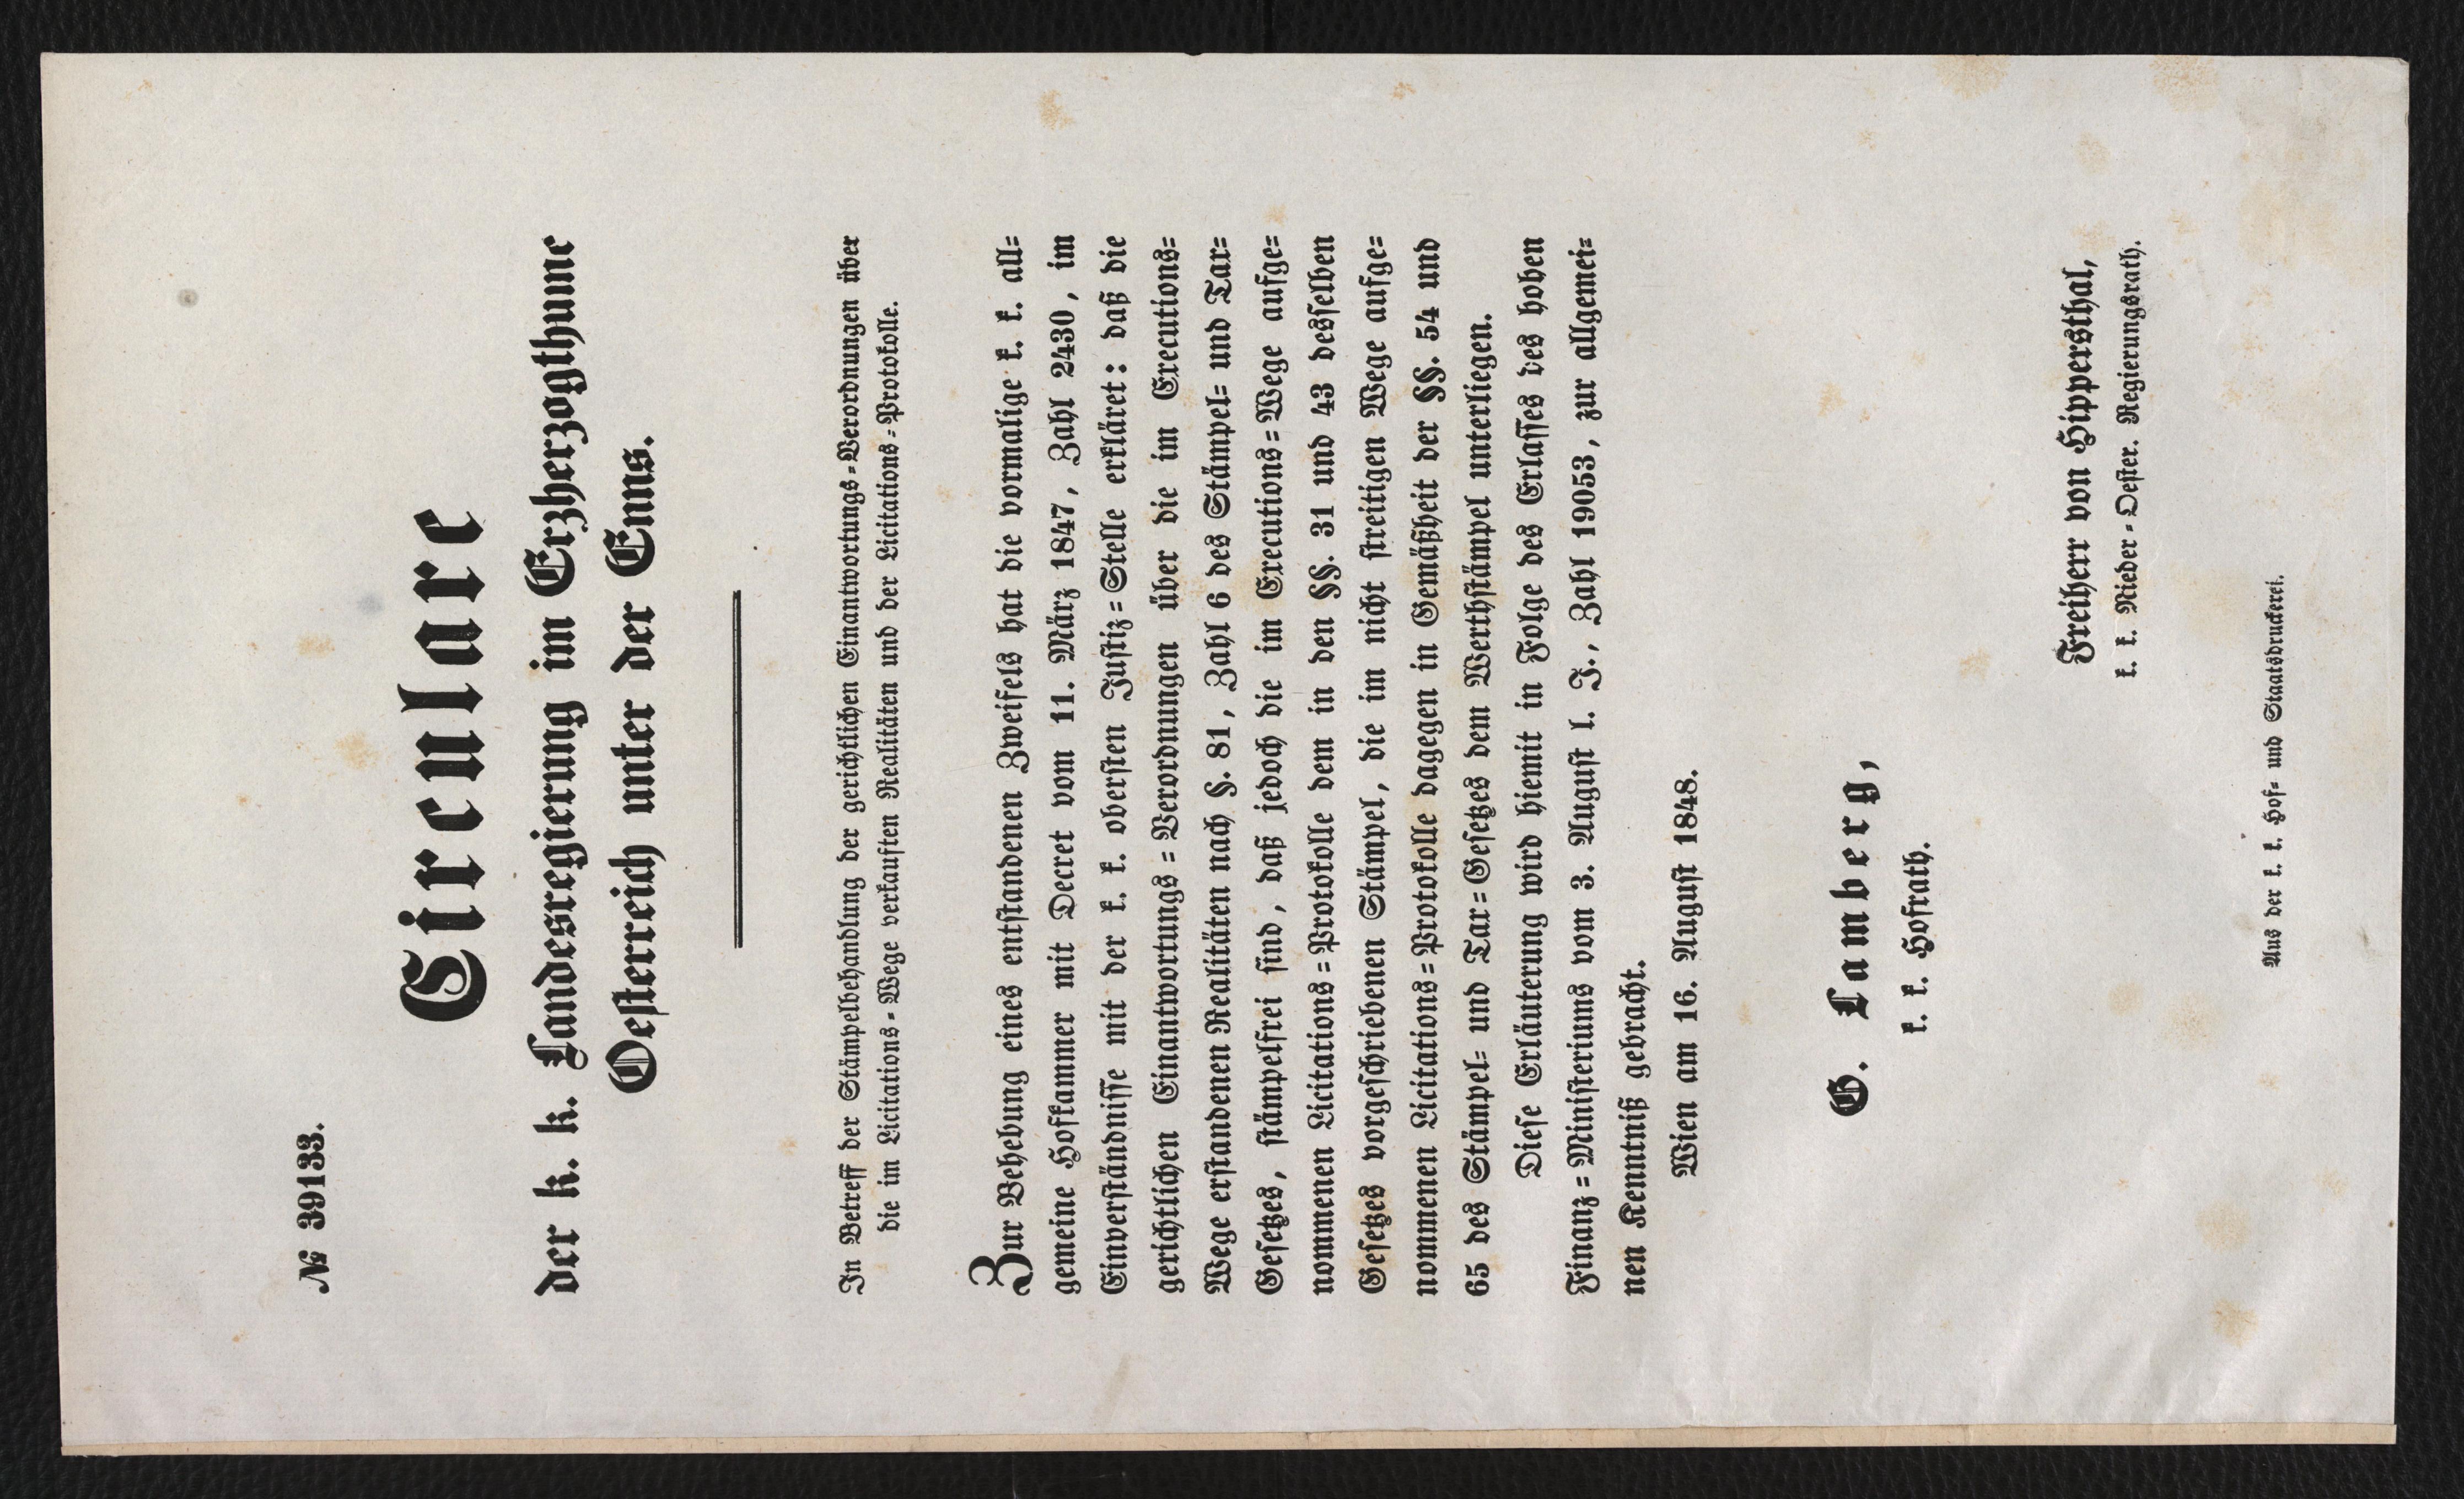 № 39133.
Circulare
der k. k. Landesregierung im Erzherzogthume
Oesterreich unter der Enns.
In Betreff der Stämpelbehandlung der gerichtlichen Einantwortungs-Verordnungen über
die im Licitations-Wege verkauften Realitäten und der Licitations-Protokolle.
Zur Behebung eines entstandenen Zweifels hat die vormalige k. k. all-
gemeine Hofkammer mit Decret vom 11. März 1847, Zahl 2430, im
Einverständnisse mit der k. k. obersten Justiz-Stelle erkläret: daß die
gerichtlichen Einantwortungs-Verordnungen über die im Executions-
Wege erstandenen Realitäten nach §. 81, Zahl 6 des Stämpel- und Tax-
Gesetzes, stämpelfrei sind, daß jedoch die im Executions-Wege aufge-
nommenen Licitations-Protokolle dem in den §§. 31 und 43 desselben
Gesetzes vorgeschriebenen Stämpel, die im nicht streitigen Wege aufge-
nommenen Licitations-Protokolle dagegen in Gemäßheit der §§. 54 und
65 des Stämpel- und Tax-Gesetzes dem Werthstämpel unterliegen.
Diese Erläuterung wird hiemit in Folge des Erlasses des hohen
Finanz-Ministeriums vom 3. August l. J., Zahl 19053, zur allgemei-
nen Kenntniß gebracht.
Wien am 16. August 1848.
G. Lamberg,
k. k. Hofrath.
Freiherr von Hippersthal,
k. k. Nieder-Oester. Regierungsrath.
Aus der k. k. Hof- und Staatsdruckerei.